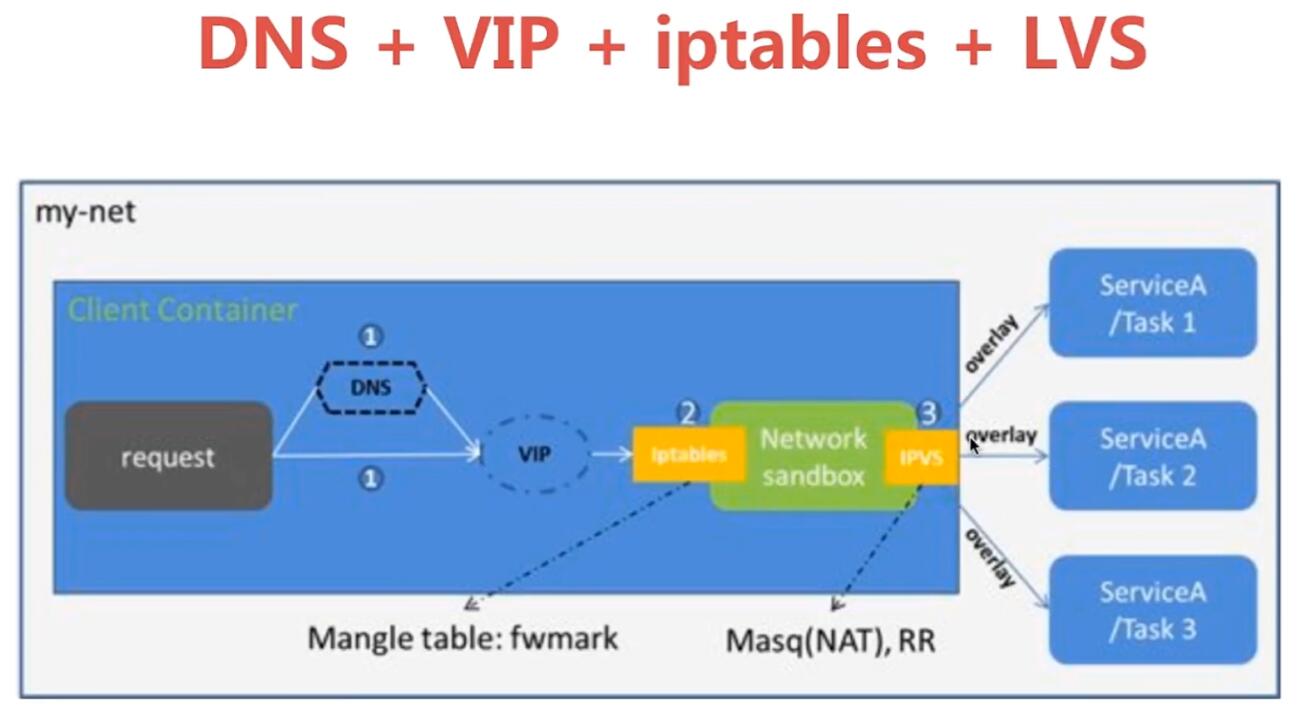 DNS + VIP + iptables + LVS
my-net
Client Container
①
DNS
request
①
VIP
②
Iptables
Network
sandbox
③
IPVS
overlay
overlay
overlay
ServiceA
/Task 1
ServiceA
/Task 2
ServiceA
/Task 3
Mangle table: fwmark
Masq(NAT), RR